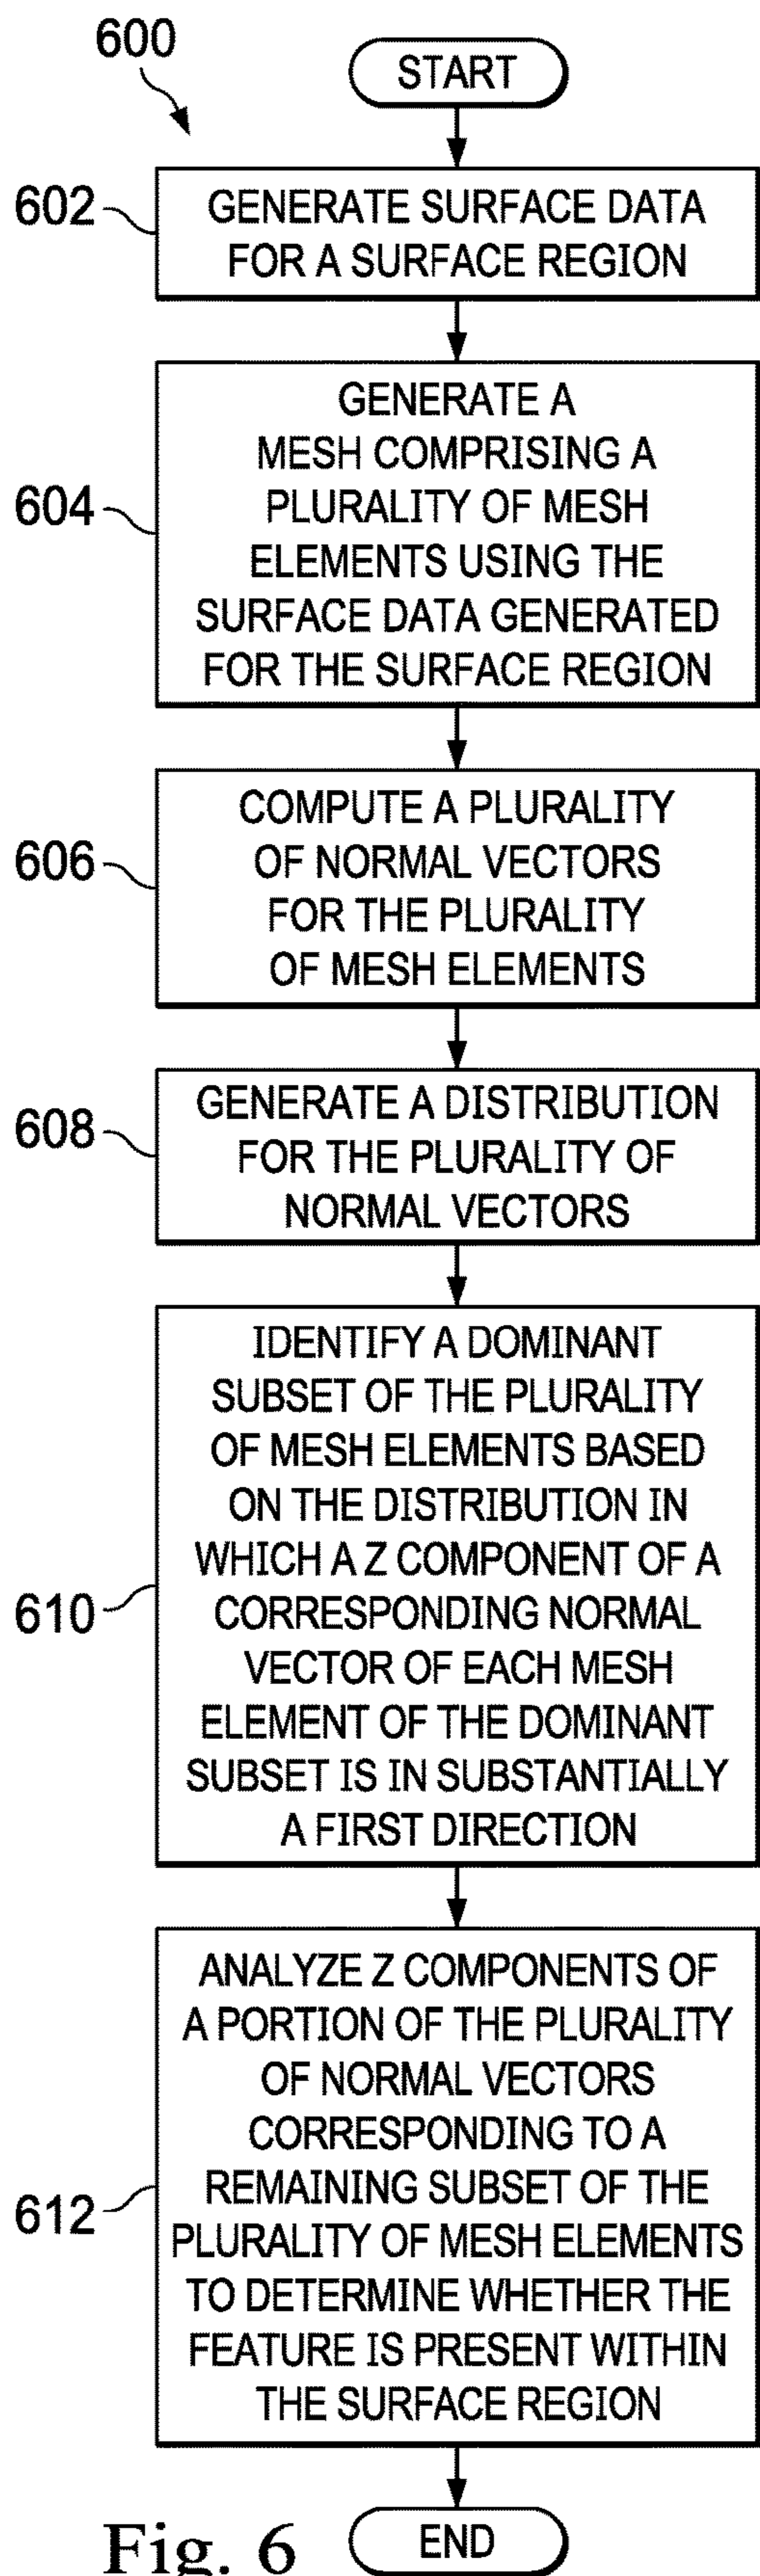 600
START
602
GENERATE SURFACE DATA
FOR A SURFACE REGION
604
GENERATE A
MESH COMPRISING A
PLURALITY OF MESH
ELEMENTS USING THE
SURFACE DATA GENERATED
FOR THE SURFACE REGION
606
COMPUTE A PLURALITY
OF NORMAL VECTORS
FOR THE PLURALITY
OF MESH ELEMENTS
608
GENERATE A DISTRIBUTION
FOR THE PLURALITY OF
NORMAL VECTORS
610
IDENTIFY A DOMINANT
SUBSET OF THE PLURALITY
OF MESH ELEMENTS BASED
ON THE DISTRIBUTION IN
WHICH A Z COMPONENT OF A
CORRESPONDING NORMAL
VECTOR OF EACH MESH
ELEMENT OF THE DOMINANT
SUBSET IS IN SUBSTANTIALLY
A FIRST DIRECTION
612
ANALYZE Z COMPONENTS OF
A PORTION OF THE PLURALITY
OF NORMAL VECTORS
CORRESPONDING TO A
REMAINING SUBSET OF THE
PLURALITY OF MESH ELEMENTS
TO DETERMINE WHETHER THE
FEATURE IS PRESENT WITHIN
THE SURFACE REGION
END
Fig. 6